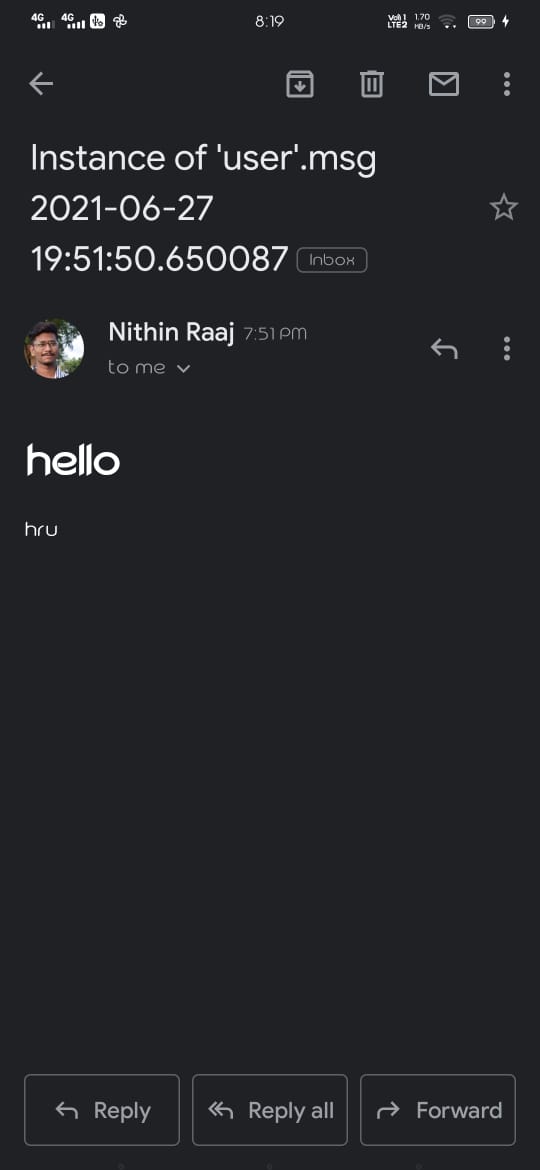 4G 4G 8:19 Vo) 1 LTE2 1.70 KB/s 99
Instance of 'user'.msg
2021-06-27
19:51:50.650087 Inbox
Nithin Raaj 7:51 PM
to me
hello
hru
Reply Reply all Forward